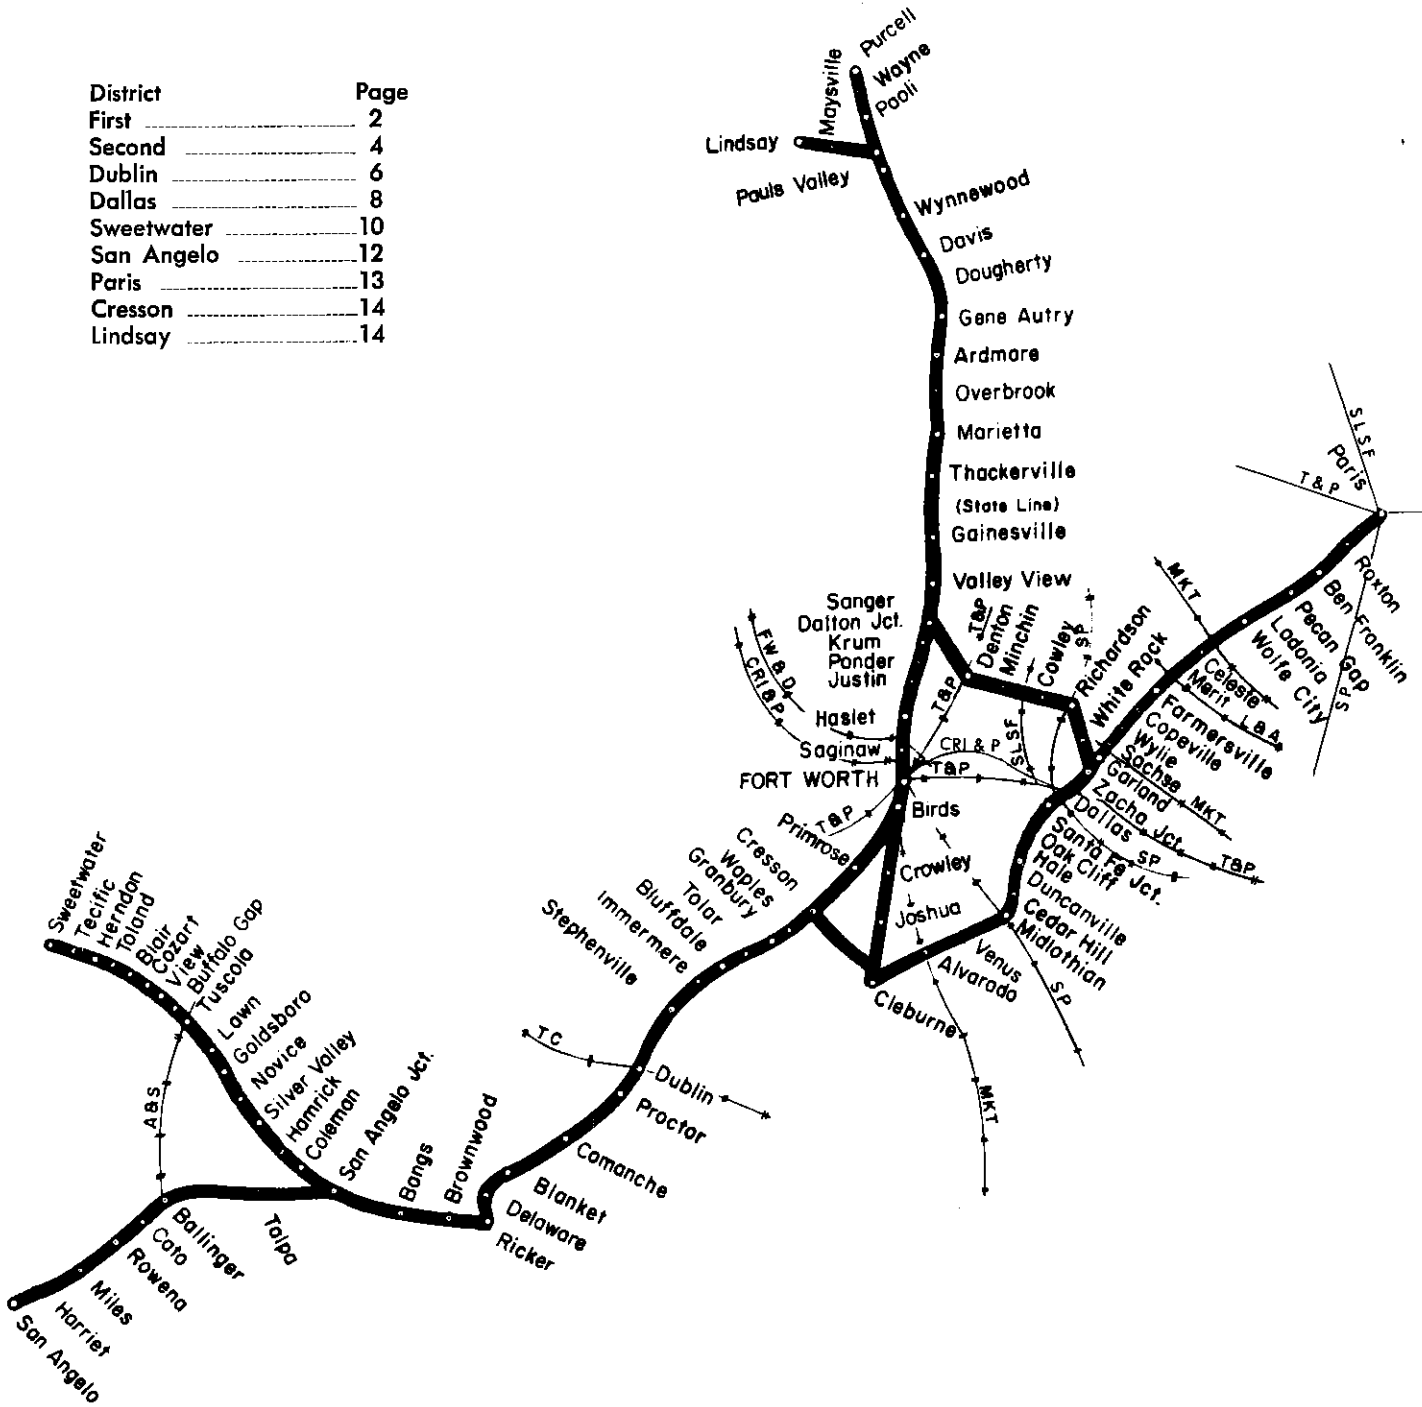 District Page
First 2
Second 4
Dublin 6
Dallas 8
Sweetwater 10
San Angelo 12
Paris 13
Cresson 14
Lindsay 14
Purcell
Wayne
Paoli
Maysville
Lindsay
Pauls Valley
Wynnewood
Davis
Dougherty
Gene Autry
Ardmore
Overbrook
Marietta
Thackerville
(State Line)
Gainesville
Valley View
Sanger
Dalton Jct.
Krum
Ponder
Justin
Haslet
Saginaw
FORT WORTH
FW & D
CRI & P
T&P
Denton
Minchin
Cowley
SP
Richardson
White Rock
T&P
SLSF
CRI & P
T&P
SLSF
Paris
T&P
MKT
Roxton
Ben Franklin
Pecan Gap
Ladonia
Wolfe City
SP
Celeste
Merit
L&A
Farmersville
Copeville
Wylie
Sachse
MKT
Garland
Zacha Jct.
T&P
Dallas
SP
Santa Fe Jct.
Oak Cliff
Hale
Duncanville
Cedar Hill
Midlothian
SP
Venus
Alvarado
MKT
Cleburne
Birds
Crowley
Joshua
T&P
Primrose
Cresson
Waples
Granbury
Tolar
Bluffdale
Immermere
Stephenville
TC
Dublin
Proctor
Comanche
Blanket
Delaware
Ricker
Brownwood
Bangs
San Angelo Jct.
Coleman
Hamrick
Silver Valley
Novice
Goldsboro
Lawn
Tuscola
Buffalo Gap
View
Cozart
Blair
Toland
Herndon
Tecific
Sweetwater
A&S
Talpa
Ballinger
Cato
Rowena
Miles
Harriet
San Angelo